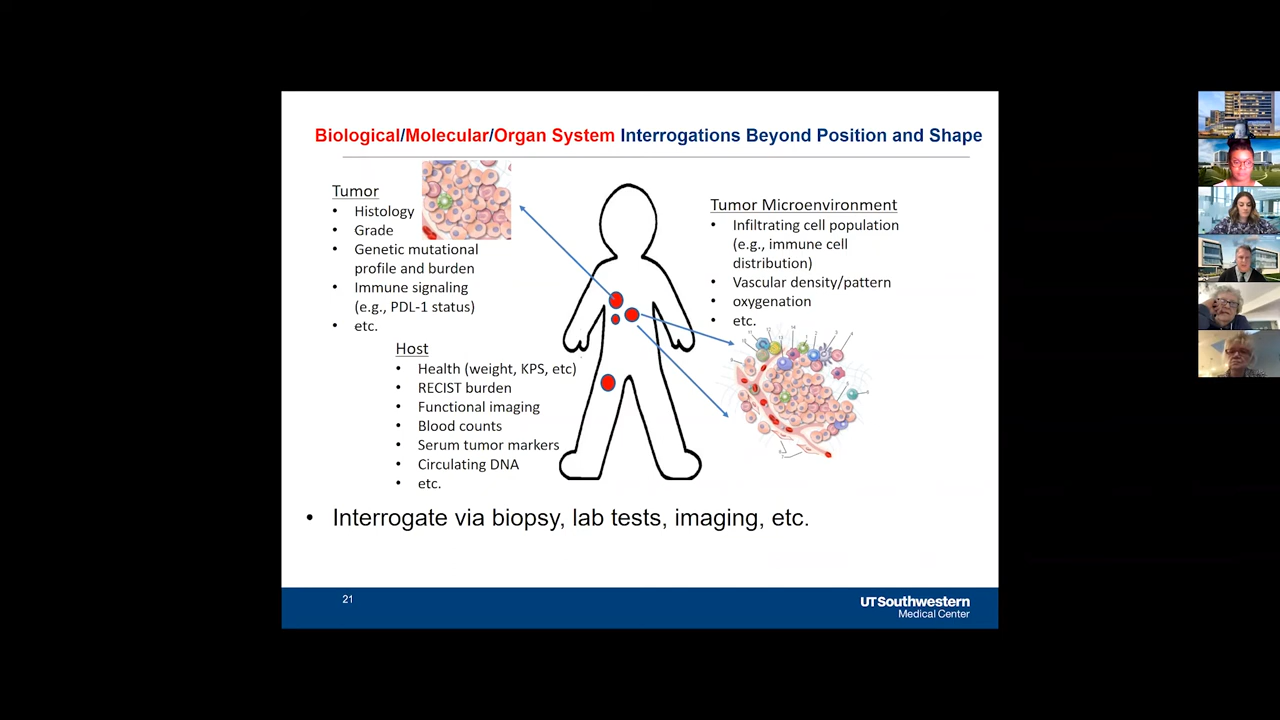 Biological/Molecular/Organ System Interrogations Beyond Position and Shape
Tumor
• Histology
• Grade
• Genetic mutational
profile and burden
• Immune signaling
(e.g., PDL-1 status)
• etc.
Host
• Health (weight, KPS, etc)
• RECIST burden
• Functional imaging
• Blood counts
• Serum tumor markers
• Circulating DNA
• etc.
Tumor Microenvironment
• Infiltrating cell population
(e.g., immune cell
distribution)
• Vascular density/pattern
• oxygenation
• etc.
• Interrogate via biopsy, lab tests, imaging, etc.
21
UTSouthwestern
Medical Center